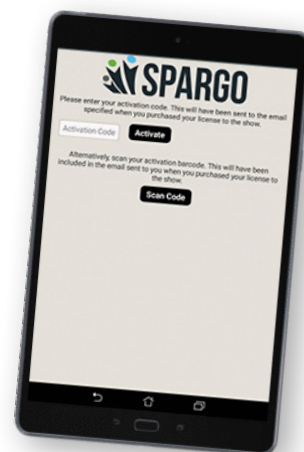 SPARGO
Please enter your activation code. This will have been sent to the email
specified when you purchased your license to the show.
Activation Code Activate
Alternatively, scan your activation barcode. This will have been
included in the email sent to you when you purchased your license to
the show.
Scan Code